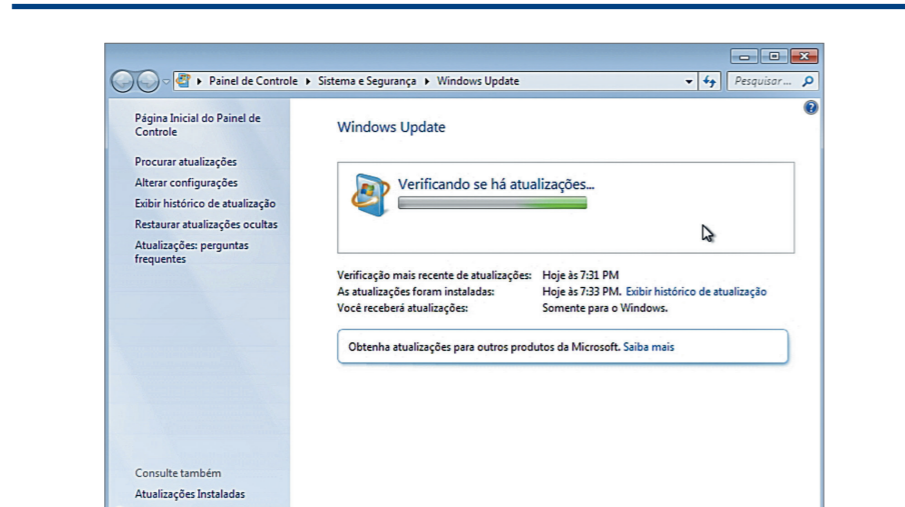 Painel de Controle ▸ Sistema e Segurança ▸ Windows Update
Pesquisar...
Página Inicial do Painel de
Controle
Procurar atualizações
Alterar configurações
Exibir histórico de atualização
Restaurar atualizações ocultas
Atualizações: perguntas
frequentes
Consulte também
Atualizações Instaladas
Windows Update
Verificando se há atualizações...
Verificação mais recente de atualizações: Hoje às 7:31 PM
As atualizações foram instaladas: Hoje às 7:33 PM. Exibir histórico de atualização
Você receberá atualizações: Somente para o Windows.
Obtenha atualizações para outros produtos da Microsoft. Saiba mais